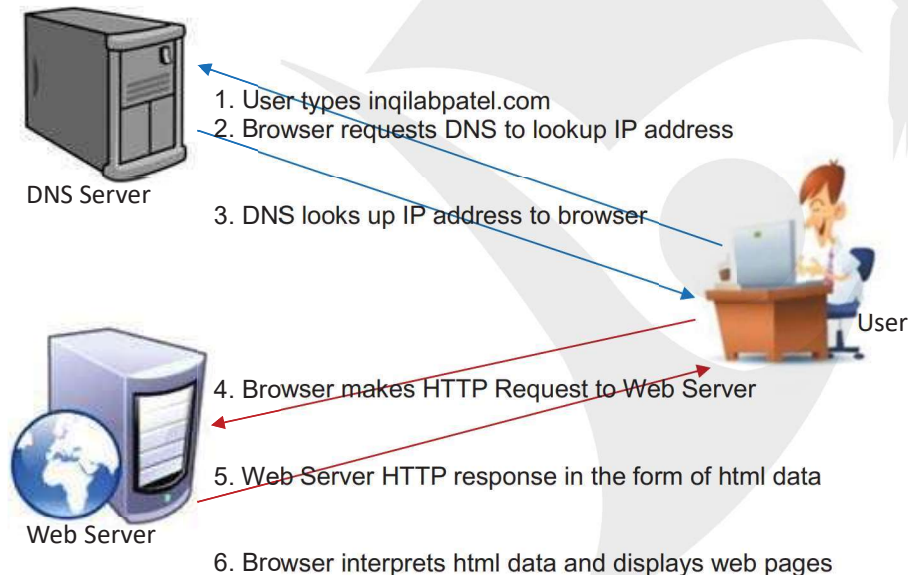 1. User types inqilabpatel.com
2. Browser requests DNS to lookup IP address
DNS Server
3. DNS looks up IP address to browser
User
4. Browser makes HTTP Request to Web Server
5. Web Server HTTP response in the form of html data
Web Server
6. Browser interprets html data and displays web pages